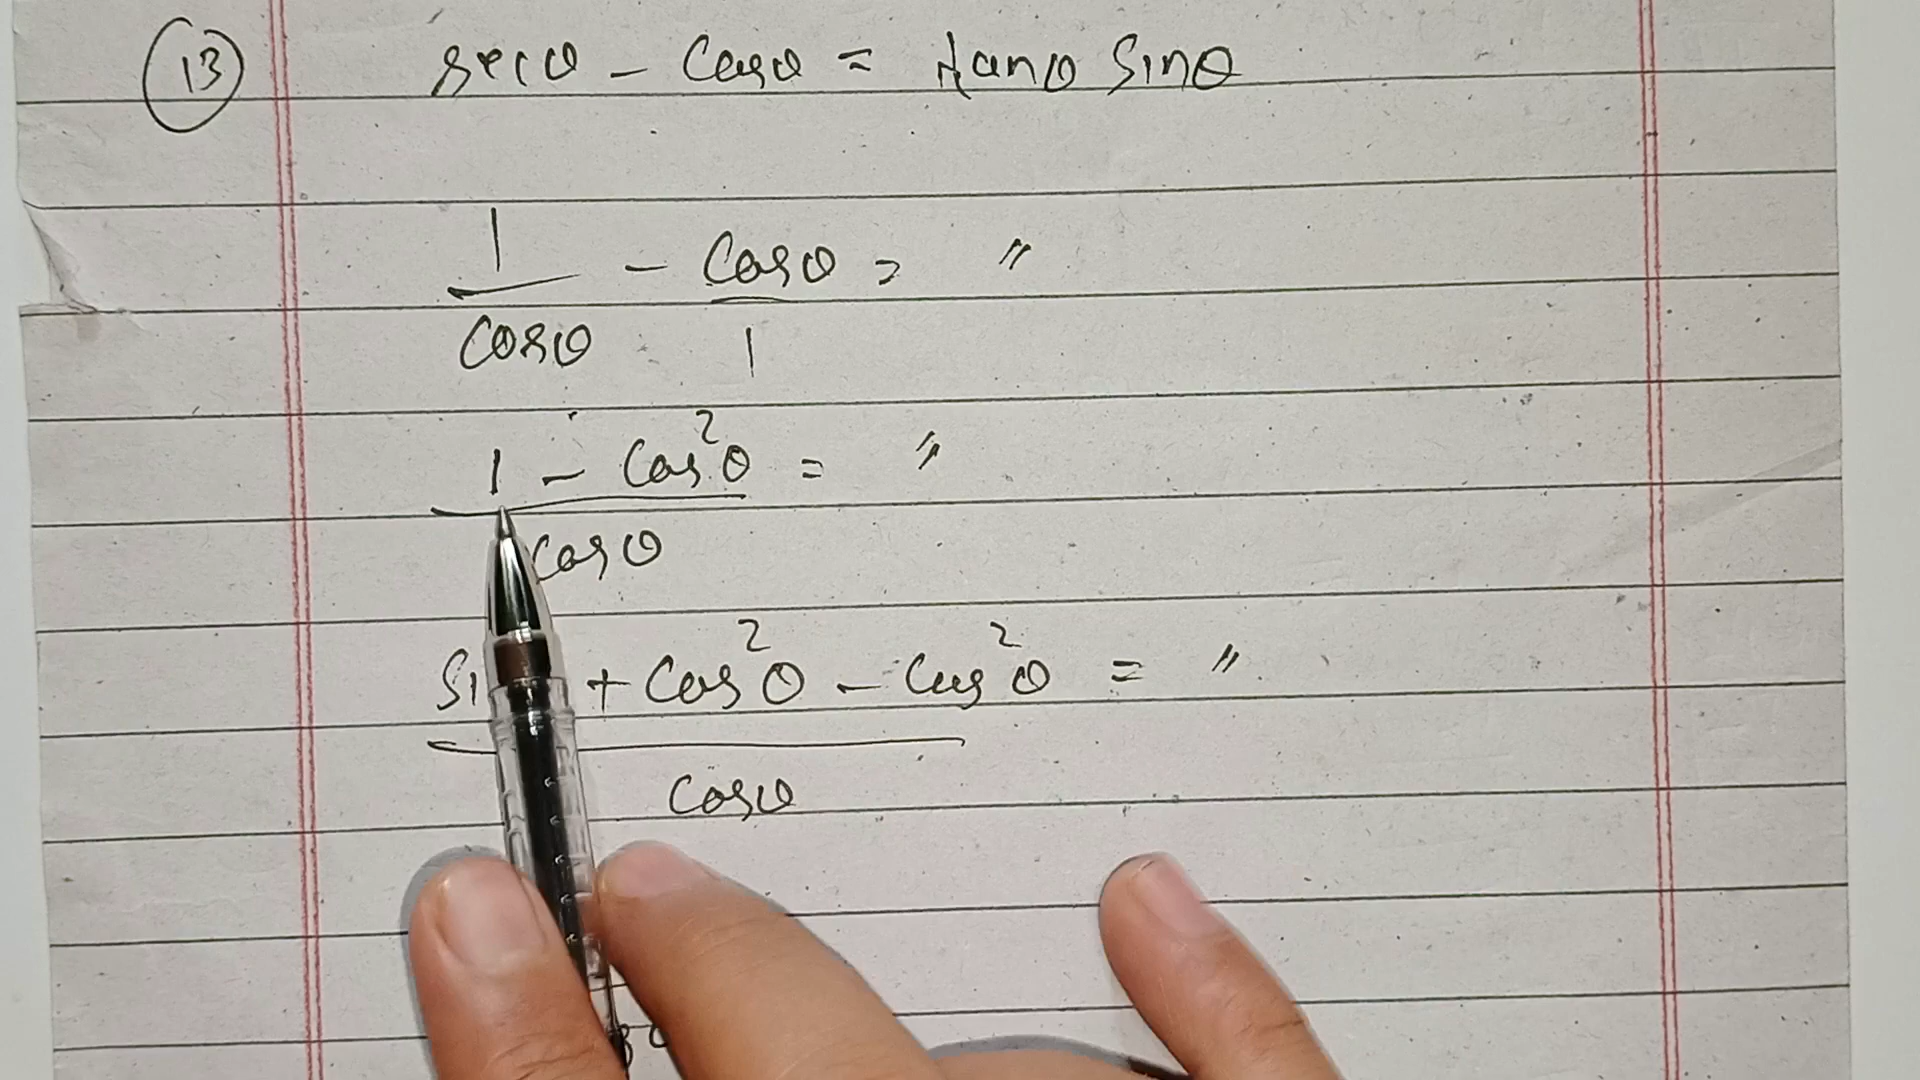 13 secθ - cosθ = tanθ sinθ
1/cosθ - cosθ/1 = "
1 - cos²θ = "
cosθ
+ cos²θ - cos²θ = "
cosθ